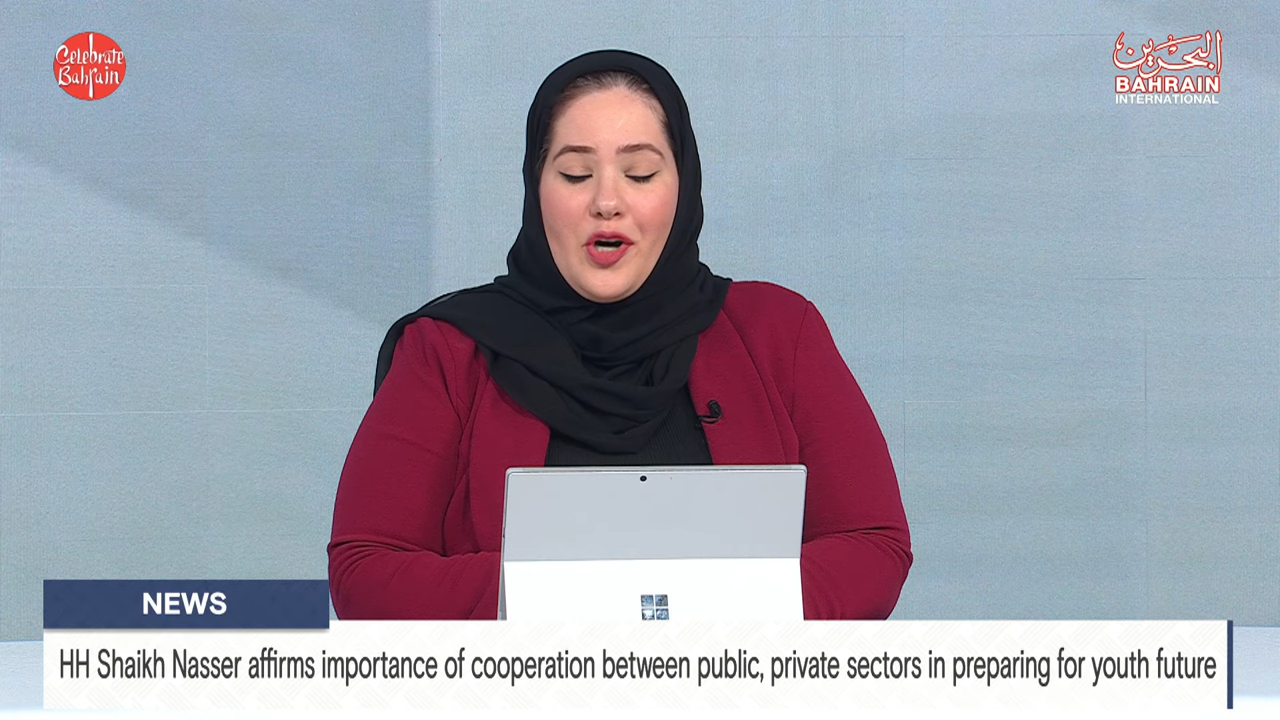 Celebrate
Bahrain
البحرين
BAHRAIN
INTERNATIONAL
NEWS
HH Shaikh Nasser affirms importance of cooperation between public, private sectors in preparing for youth future